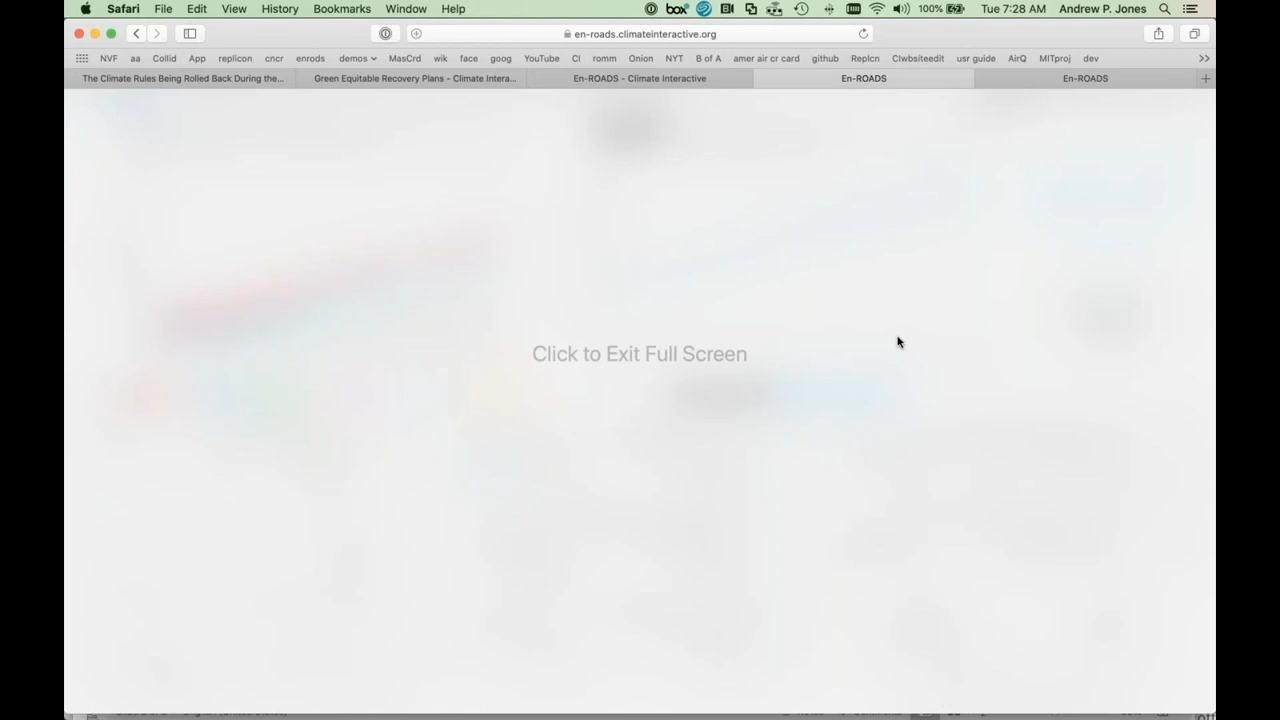 Safari File Edit View History Bookmarks Window Help box 100% Tue 7:28 AM Andrew P. Jones
en-roads.climateinteractive.org
NVF aa Collid App replicon cncr enrods demos MasCrd wik face goog YouTube CI romm Onion NYT B of A amer air cr card github Replcn CIwbsiteedit usr guide AirQ MITproj dev
The Climate Rules Being Rolled Back During the... Green Equitable Recovery Plans - Climate Intera... En-ROADS - Climate Interactive En-ROADS En-ROADS
Click to Exit Full Screen